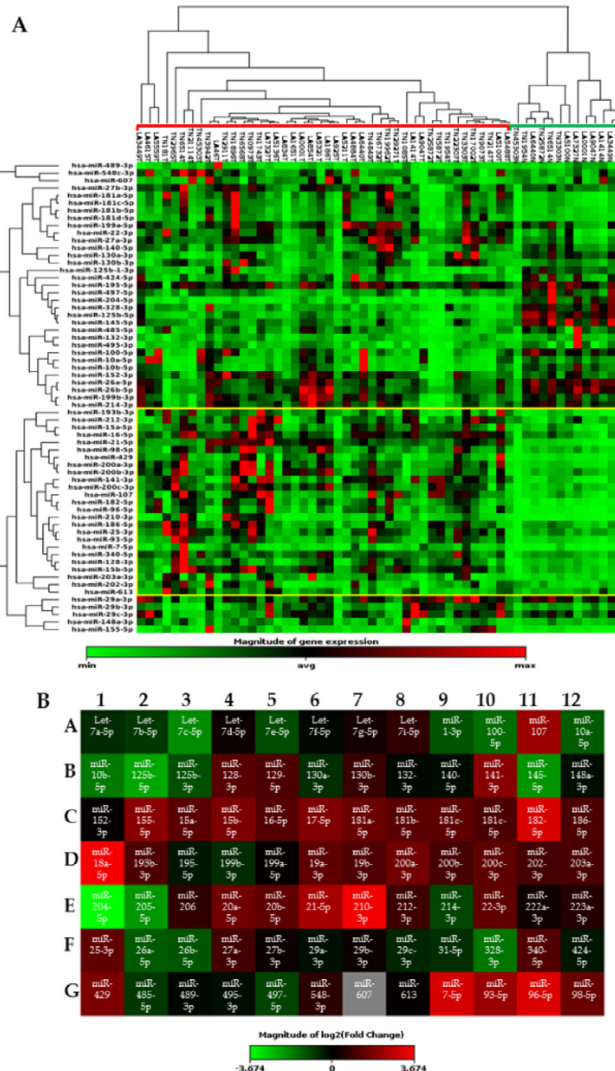 A
hsa-miR-489-3p
hsa-miR-548c-3p
hsa-miR-607
hsa-miR-27b-3p
hsa-miR-181a-5p
hsa-miR-181c-5p
hsa-miR-181b-5p
hsa-miR-181d-5p
hsa-miR-199a-5p
hsa-miR-22-3p
hsa-miR-27a-3p
hsa-miR-140-5p
hsa-miR-130a-3p
hsa-miR-130b-3p
hsa-miR-125b-1-3p
hsa-miR-424-5p
hsa-miR-195-5p
hsa-miR-497-5p
hsa-miR-204-5p
hsa-miR-328-3p
hsa-miR-125b-5p
hsa-miR-145-5p
hsa-miR-485-5p
hsa-miR-132-3p
hsa-miR-495-3p
hsa-miR-100-5p
hsa-miR-10a-5p
hsa-miR-10b-5p
hsa-miR-152-3p
hsa-miR-26a-5p
hsa-miR-26b-5p
hsa-miR-199b-3p
hsa-miR-214-3p
hsa-miR-193b-3p
hsa-miR-212-3p
hsa-miR-15a-5p
hsa-miR-16-5p
hsa-miR-21-5p
hsa-miR-98-5p
hsa-miR-429
hsa-miR-200a-3p
hsa-miR-200b-3p
hsa-miR-141-3p
hsa-miR-200c-3p
hsa-miR-107
hsa-miR-182-5p
hsa-miR-96-5p
hsa-miR-210-3p
hsa-miR-186-5p
hsa-miR-25-3p
hsa-miR-93-5p
hsa-miR-7-5p
hsa-miR-340-5p
hsa-miR-128-3p
hsa-miR-15b-5p
hsa-miR-203a-3p
hsa-miR-202-3p
hsa-miR-613
hsa-miR-29a-3p
hsa-miR-29b-3p
hsa-miR-29c-3p
hsa-miR-148a-3p
hsa-miR-155-5p
Magnitude of gene expression
min avg max
B 1 2 3 4 5 6 7 8 9 10 11 12
A Let-7a-5p Let-7b-5p Let-7c-5p Let-7d-5p Let-7e-5p Let-7f-5p Let-7g-5p Let-7i-5p miR-1-3p miR-100-5p miR-107 miR-10a-5p
B miR-10b-5p miR-125b-5p miR-125b-3p miR-128-3p miR-129-5p miR-130a-3p miR-130b-3p miR-132-3p miR-140-5p miR-141-3p miR-145-5p miR-148a-3p
C miR-152-3p miR-155-5p miR-15a-5p miR-15b-5p miR-16-5p miR-17-5p miR-181a-5p miR-181b-5p miR-181c-5p miR-181c-5p miR-182-5p miR-186-5p
D miR-18a-5p miR-193b-3p miR-195-5p miR-199b-3p miR-199a-5p miR-19a-3p miR-19b-3p miR-200a-3p miR-200b-3p miR-200c-3p miR-202-3p miR-203a-3p
E miR-204-5p miR-205-5p miR-206 miR-20a-5p miR-20b-5p miR-21-5p miR-210-3p miR-212-3p miR-214-3p miR-22-3p miR-222a-3p miR-223a-3p
F miR-25-3p miR-26a-5p miR-26b-5p miR-27a-3p miR-27b-3p miR-29a-3p miR-29b-3p miR-29c-3p miR-31-5p miR-328-3p miR-340-5p miR-424-5p
G miR-429 miR-485-5p miR-489-3p miR-495-3p miR-497-5p miR-548-3p miR-607 miR-613 miR-7-5p miR-93-5p miR-96-5p miR-98-5p
Magnitude of log2(Fold Change)
-3.674 0 3.674